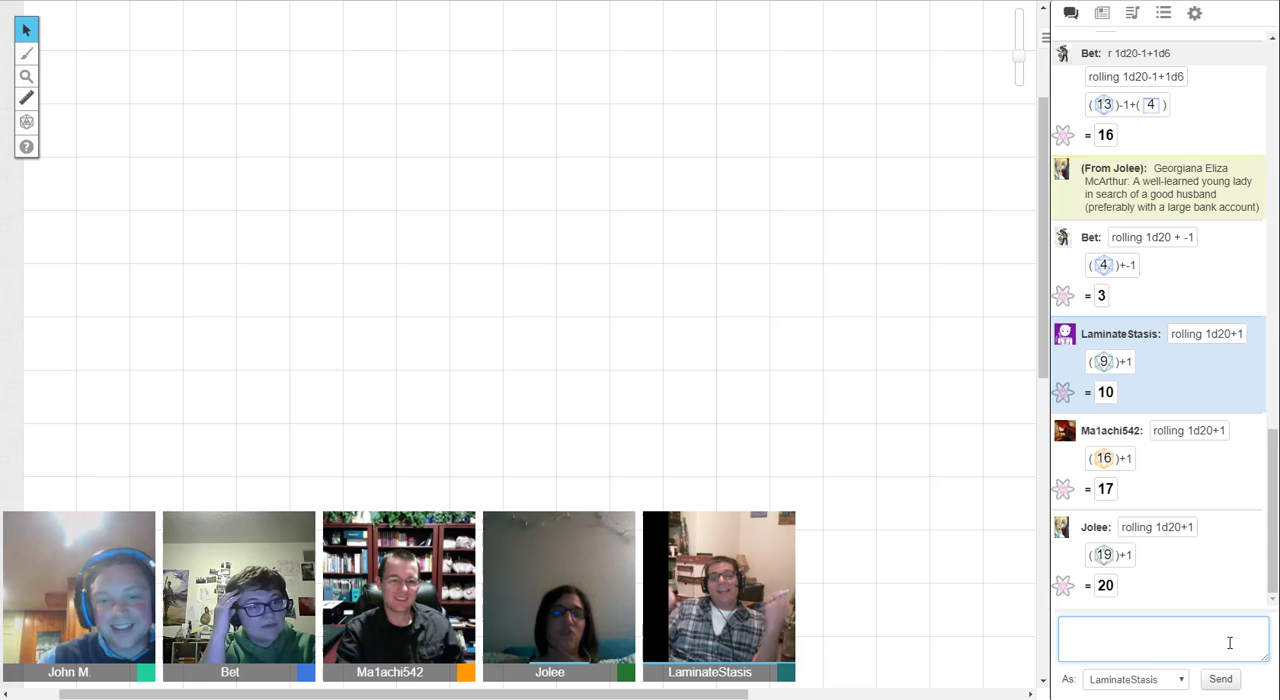 Bet: r 1d20-1+1d6
rolling 1d20-1+1d6
(13)-1+( 4 )
= 16
(From Jolee): Georgiana Eliza
McArthur: A well-learned young lady
in search of a good husband
(preferably with a large bank account)
Bet: rolling 1d20 + -1
(4)+-1
= 3
LaminateStasis: rolling 1d20+1
(9)+1
= 10
Ma1achi542: rolling 1d20+1
(16)+1
= 17
Jolee: rolling 1d20+1
(19)+1
= 20
As: LaminateStasis Send
John M. Bet Ma1achi542 Jolee LaminateStasis